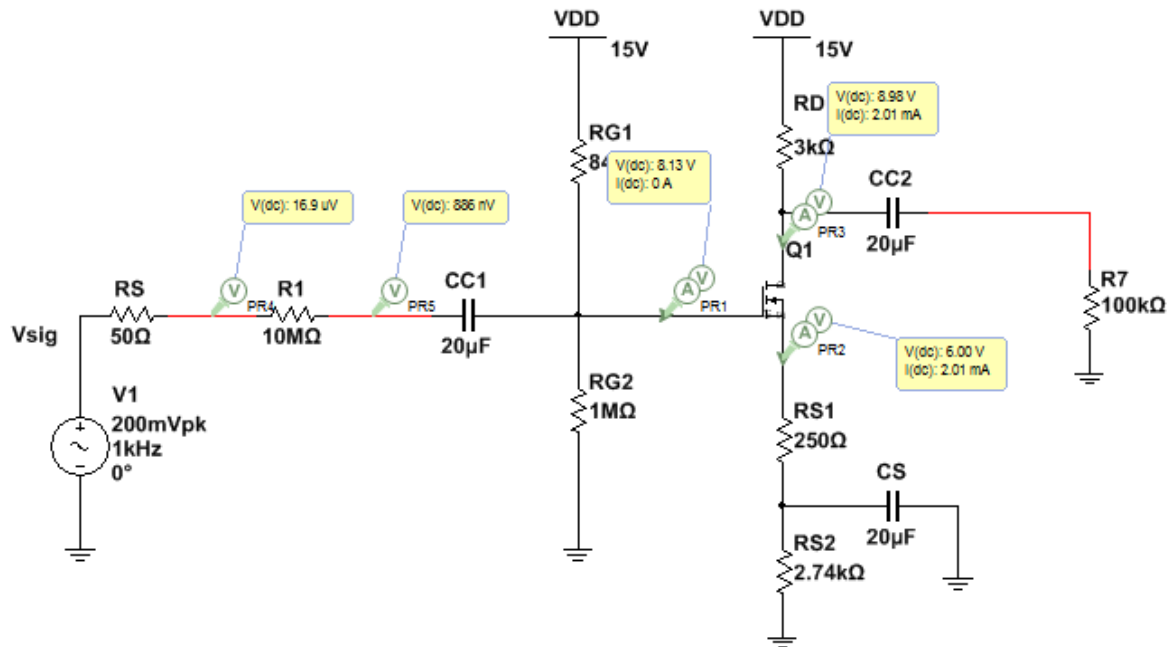 VDD
15V
VDD
15V
RD
3kΩ
V(dc): 8.98 V
I(dc): 2.01 mA
RG1
V(dc): 8.13 V
I(dc): 0 A
V(dc): 16.9 uV
V(dc): 886 nV
CC2
20µF
PR3
Q1
RS
50Ω
PR4
R1
10MΩ
PR5
CC1
20µF
PR1
R7
100kΩ
Vsig
PR2
V(dc): 6.00 V
I(dc): 2.01 mA
V1
200mVpk
1kHz
0°
RG2
1MΩ
RS1
250Ω
CS
20µF
RS2
2.74kΩ
V
V
A
V
A
V
A
V